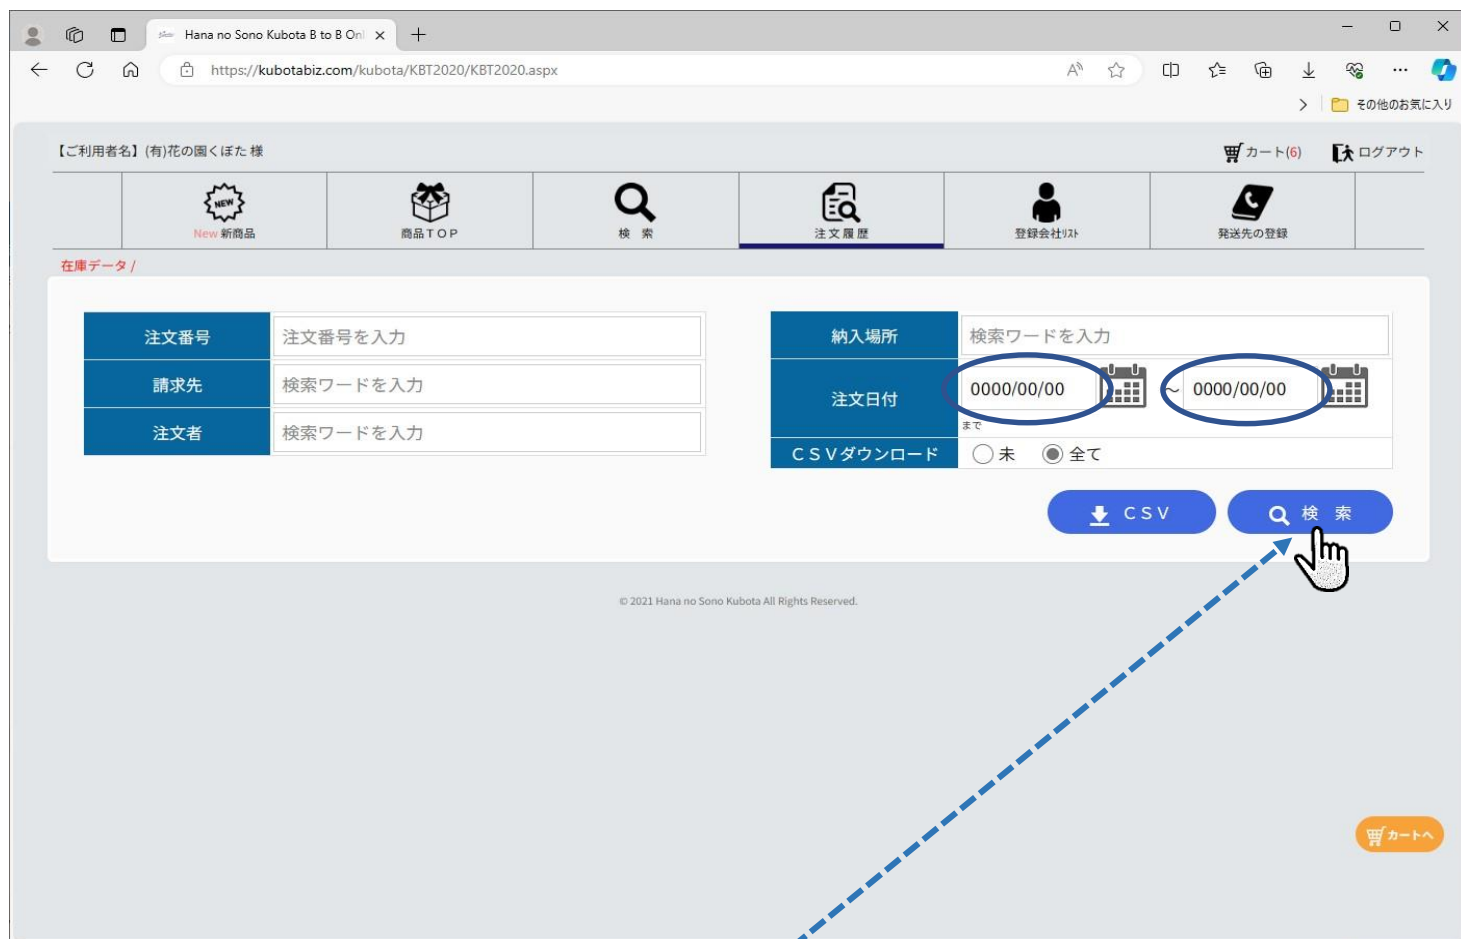 Hana no Sono Kubota B to B Onl
https://kubotabiz.com/kubota/KBT2020/KBT2020.aspx
その他のお気に入り
【ご利用者名】(有)花の園くぼた 様
カート(6)
ログアウト
NEW
New 新商品
商品ＴＯＰ
検 索
注文履歴
登録会社ﾘｽﾄ
発送先の登録
在庫データ /
注文番号
注文番号を入力
納入場所
検索ワードを入力
請求先
検索ワードを入力
注文日付
0000/00/00
～
0000/00/00
まで
注文者
検索ワードを入力
ＣＳＶダウンロード
未
全て
ＣＳＶ
検 索
© 2021 Hana no Sono Kubota All Rights Reserved.
カートへ